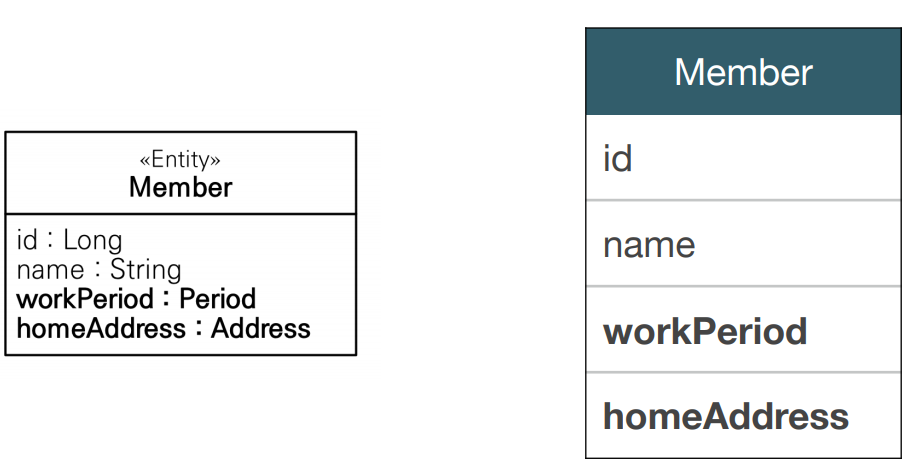 «Entity»
Member
id : Long
name : String
workPeriod : Period
homeAddress : Address
Member
id
name
workPeriod
homeAddress